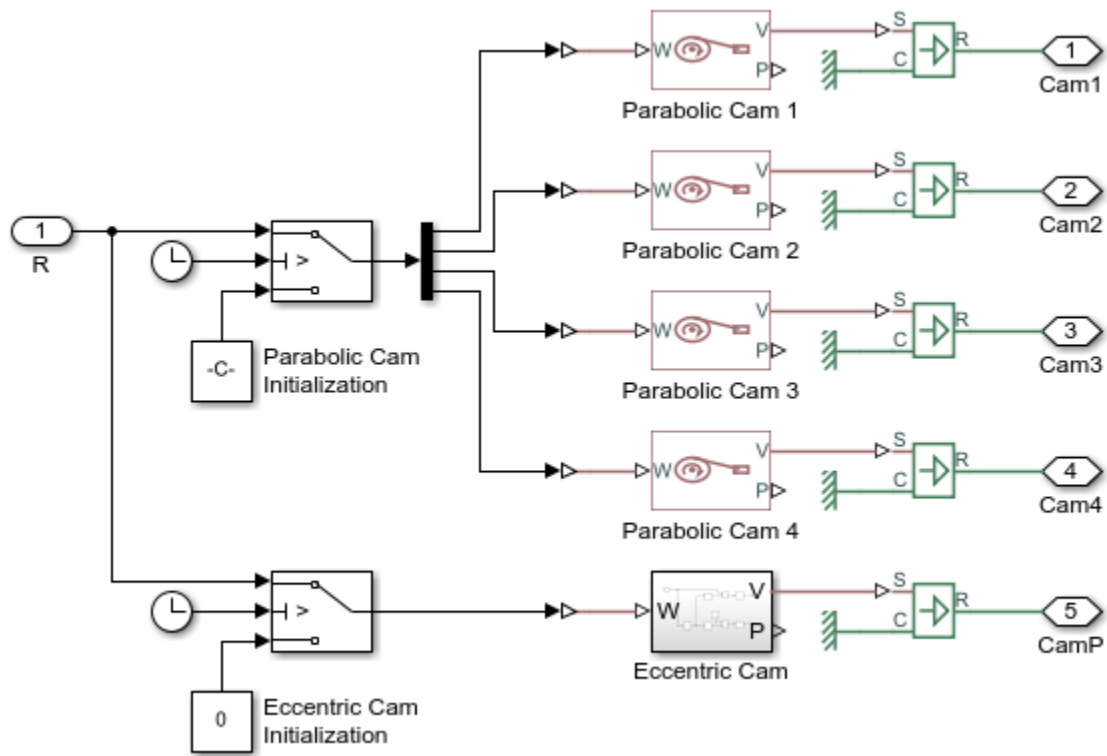 V
S
W
R
1
P
C
Cam1
Parabolic Cam 1
V
S
W
R
2
P
C
Cam2
Parabolic Cam 2
1
R
>
-C-
Parabolic Cam
Initialization
V
S
W
R
3
P
C
Cam3
Parabolic Cam 3
V
S
W
R
4
P
C
Cam4
Parabolic Cam 4
>
0
Eccentric Cam
Initialization
V
S
W
R
5
P
C
CamP
Eccentric Cam